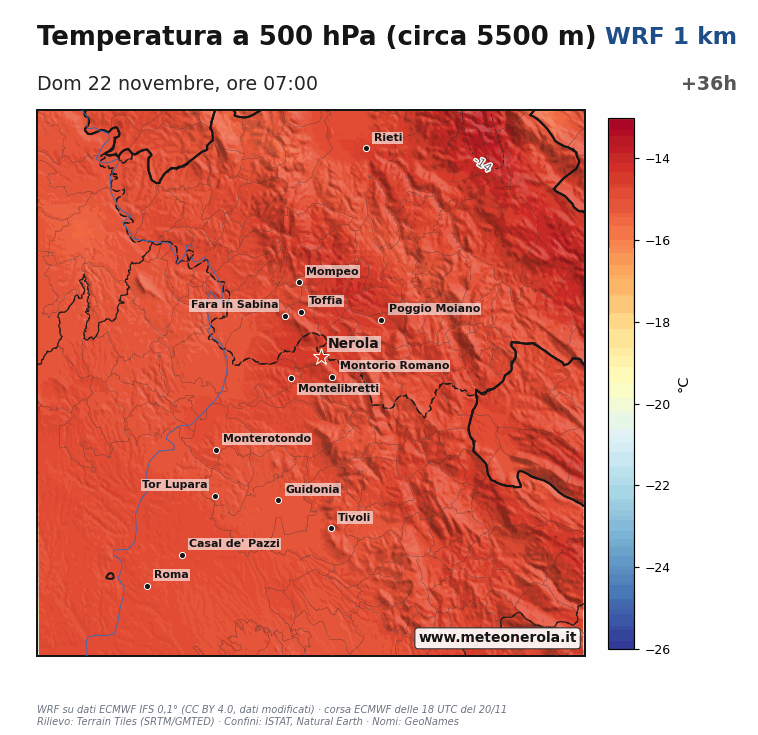 Temperatura a 500 hPa (circa 5500 m) WRF 1 km
Dom 22 novembre, ore 07:00 +36h
Rieti
-14
Mompeo
Fara in Sabina
Toffia
Poggio Moiano
Nerola
Montorio Romano
Montelibretti
Monterotondo
Tor Lupara
Guidonia
Tivoli
Casal de' Pazzi
Roma
www.meteonerola.it
−14
−16
−18
−20
−22
−24
−26
°C
WRF su dati ECMWF IFS 0,1° (CC BY 4.0, dati modificati) · corsa ECMWF delle 18 UTC del 20/11
Rilievo: Terrain Tiles (SRTM/GMTED) · Confini: ISTAT, Natural Earth · Nomi: GeoNames